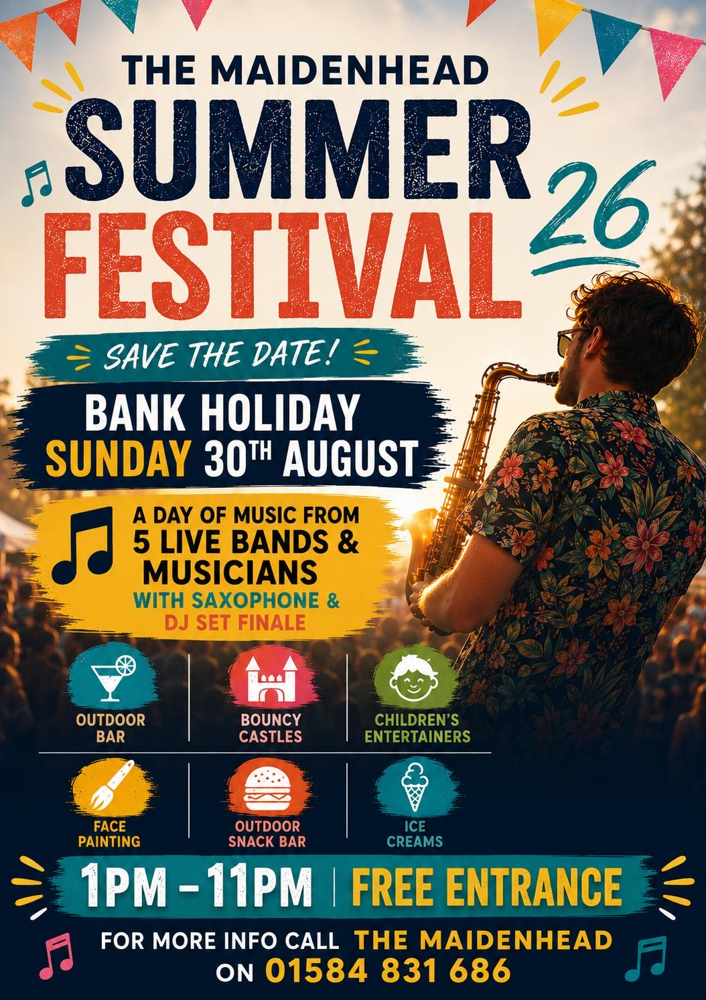 THE MAIDENHEAD
SUMMER
FESTIVAL
26
SAVE THE DATE!
BANK HOLIDAY
SUNDAY 30TH AUGUST
A DAY OF MUSIC FROM
5 LIVE BANDS &
MUSICIANS
WITH SAXOPHONE &
DJ SET FINALE
OUTDOOR
BAR
BOUNCY
CASTLES
CHILDREN'S
ENTERTAINERS
FACE
PAINTING
OUTDOOR
SNACK BAR
ICE
CREAMS
1PM – 11PM | FREE ENTRANCE
FOR MORE INFO CALL THE MAIDENHEAD
ON 01584 831 686